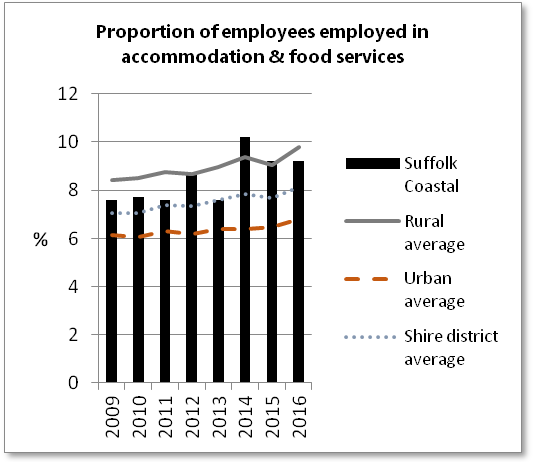 Proportion of employees employed in
accommodation & food services
12
10
8
6
4
2
0
%
2009
2010
2011
2012
2013
2014
2015
2016
Suffolk
Coastal
Rural
average
Urban
average
Shire district
average